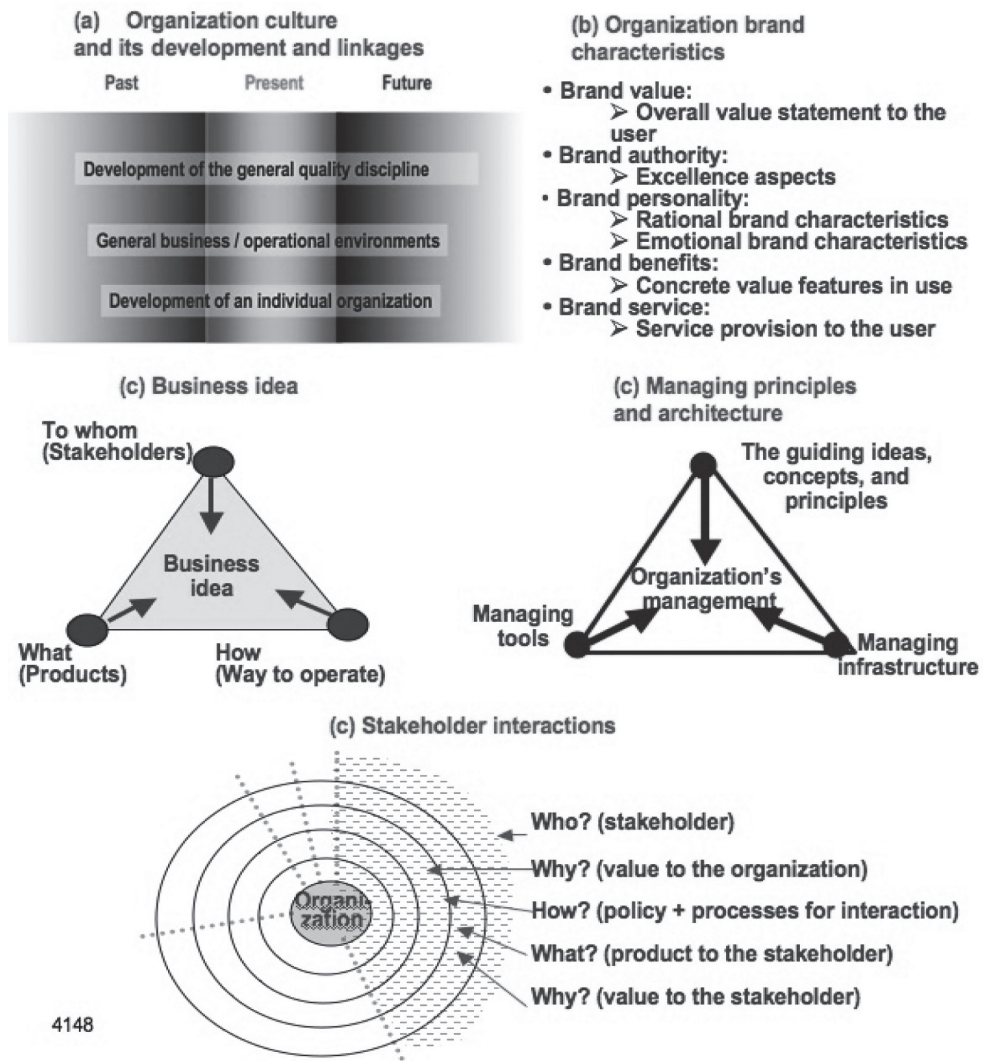 (a) Organization culture
and its development and linkages
Past Present Future
Development of the general quality discipline
General business / operational environments
Development of an individual organization
(b) Organization brand
characteristics
• Brand value:
➢ Overall value statement to the
user
• Brand authority:
➢ Excellence aspects
• Brand personality:
➢ Rational brand characteristics
➢ Emotional brand characteristics
• Brand benefits:
➢ Concrete value features in use
• Brand service:
➢ Service provision to the user
(c) Business idea
To whom
(Stakeholders)
Business
idea
What
(Products)
How
(Way to operate)
(c) Managing principles
and architecture
The guiding ideas,
concepts, and
principles
Organization's
management
Managing
tools
Managing
infrastructure
(c) Stakeholder interactions
Organi-
zation
Who? (stakeholder)
Why? (value to the organization)
How? (policy + processes for interaction)
What? (product to the stakeholder)
Why? (value to the stakeholder)
4148